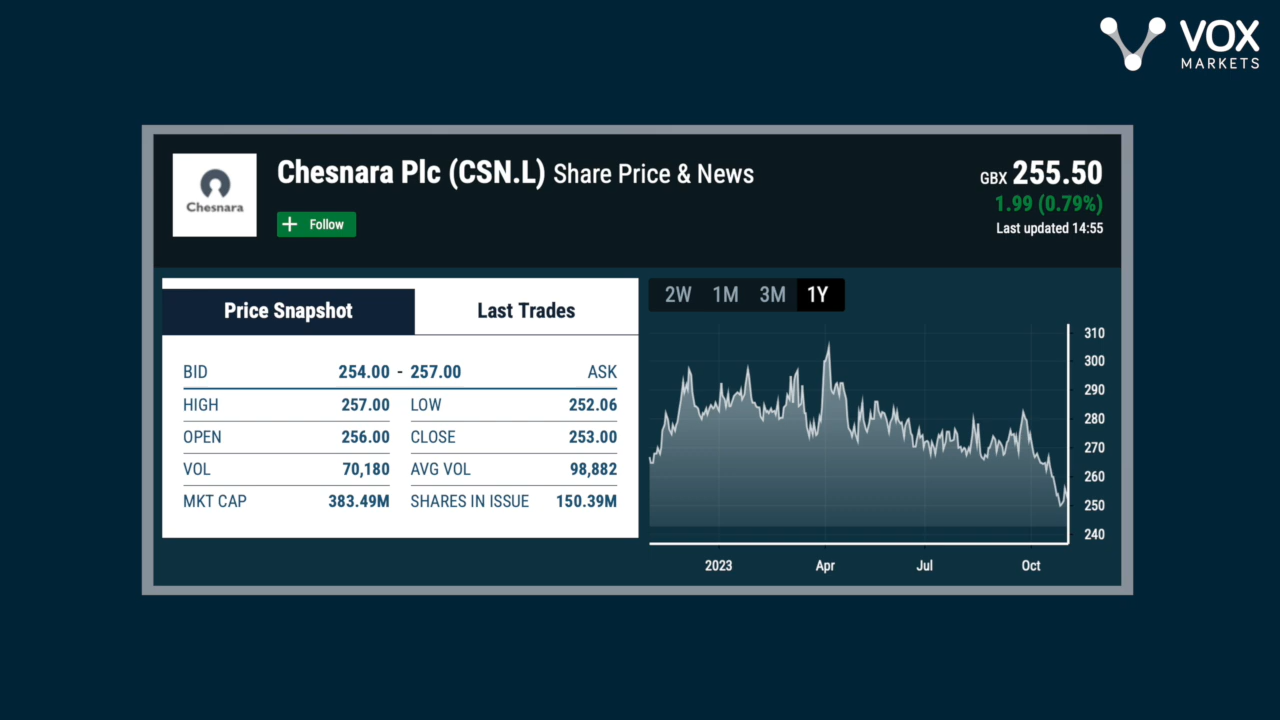 VOX
MARKETS
Chesnara
Chesnara Plc (CSN.L) Share Price & News
+ Follow
GBX 255.50
1.99 (0.79%)
Last updated 14:55
Price Snapshot Last Trades
BID 254.00 - 257.00 ASK
HIGH 257.00 LOW 252.06
OPEN 256.00 CLOSE 253.00
VOL 70,180 AVG VOL 98,882
MKT CAP 383.49M SHARES IN ISSUE 150.39M
2W 1M 3M 1Y
310
300
290
280
270
260
250
240
2023 Apr Jul Oct